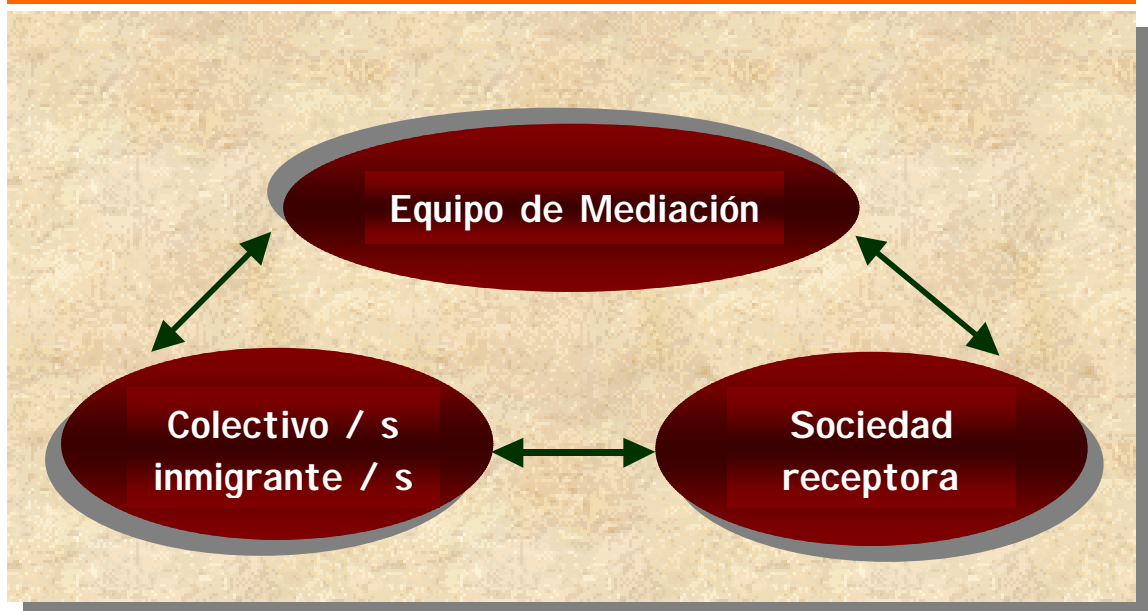 Equipo de Mediación
Colectivo / s
inmigrante / s
Sociedad
receptora